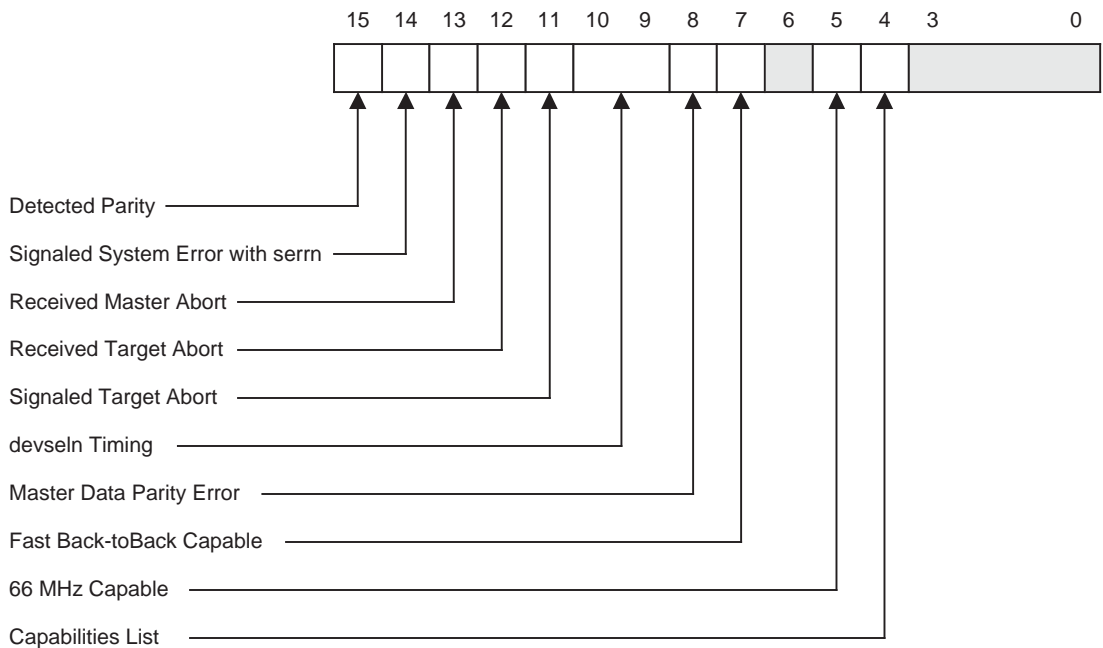 15 14 13 12 11 10 9 8 7 6 5 4 3 0
Detected Parity
Signaled System Error with serrn
Received Master Abort
Received Target Abort
Signaled Target Abort
devseln Timing
Master Data Parity Error
Fast Back-toBack Capable
66 MHz Capable
Capabilities List